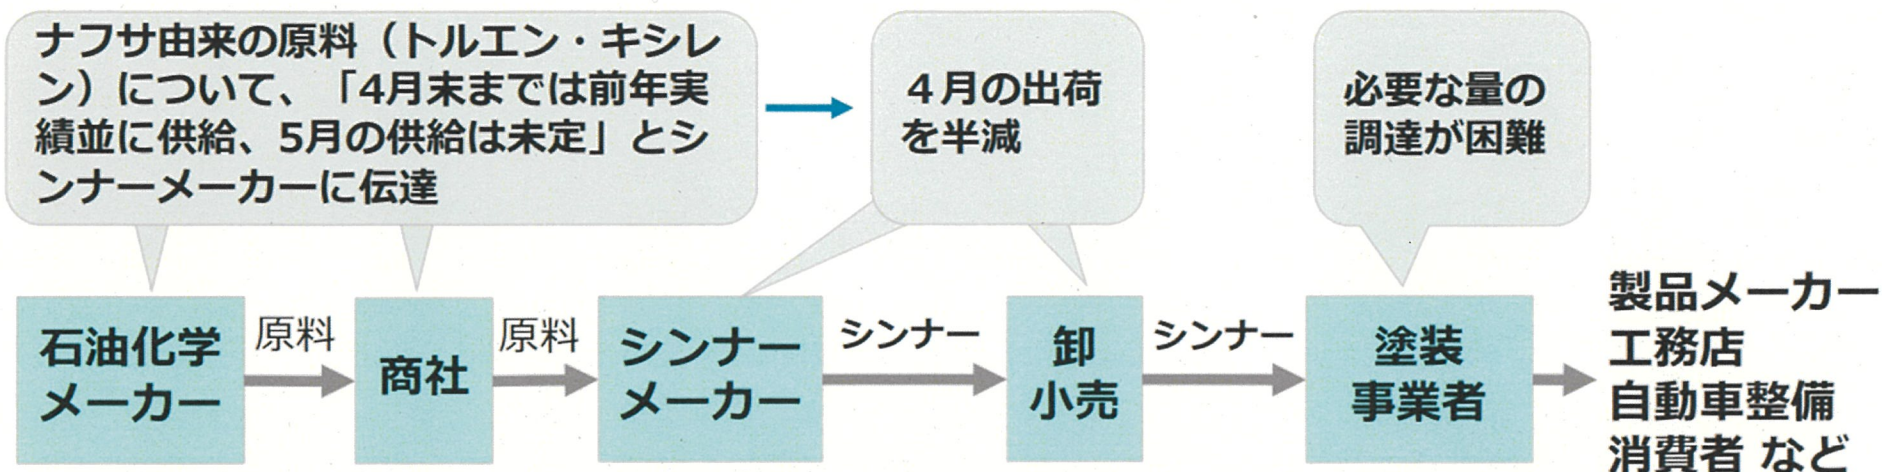 ナフサ由来の原料（トルエン・キシレ
ン）について、「4月末までは前年実
績並に供給、5月の供給は未定」とシ
ンナーメーカーに伝達
４月の出荷
を半減
必要な量の
調達が困難
石油化学
メーカー
原料
商社
原料
シンナー
メーカー
シンナー
卸
小売
シンナー
塗装
事業者
製品メーカー
工務店
自動車整備
消費者 など